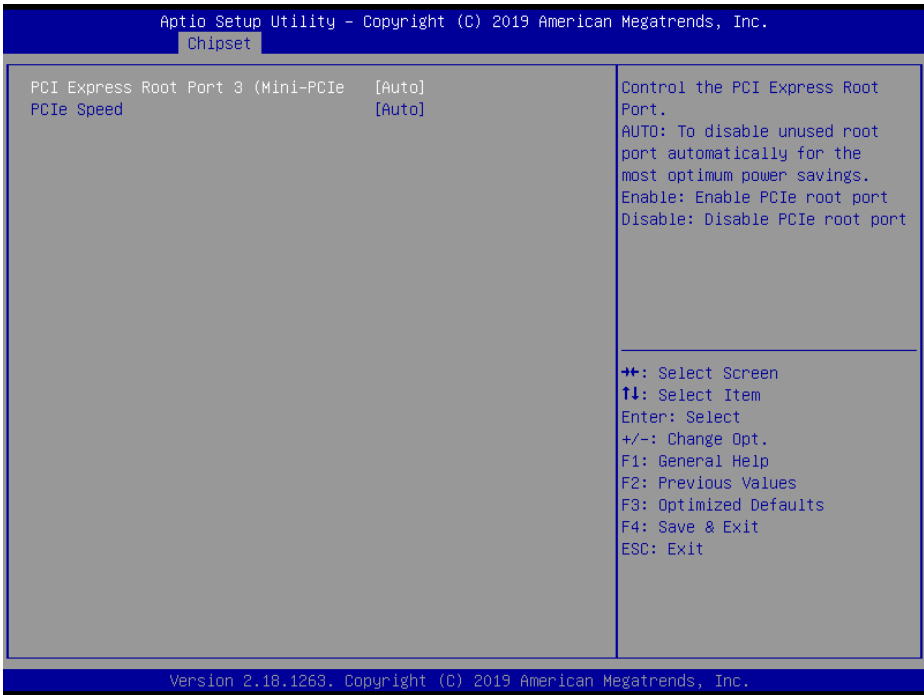 Aptio Setup Utility – Copyright (C) 2019 American Megatrends, Inc.
Chipset
PCI Express Root Port 3 (Mini-PCIe [Auto]
PCIe Speed [Auto]
Control the PCI Express Root
Port.
AUTO: To disable unused root
port automatically for the
most optimum power savings.
Enable: Enable PCIe root port
Disable: Disable PCIe root port
→←: Select Screen
↑↓: Select Item
Enter: Select
+/-: Change Opt.
F1: General Help
F2: Previous Values
F3: Optimized Defaults
F4: Save & Exit
ESC: Exit
Version 2.18.1263. Copyright (C) 2019 American Megatrends, Inc.